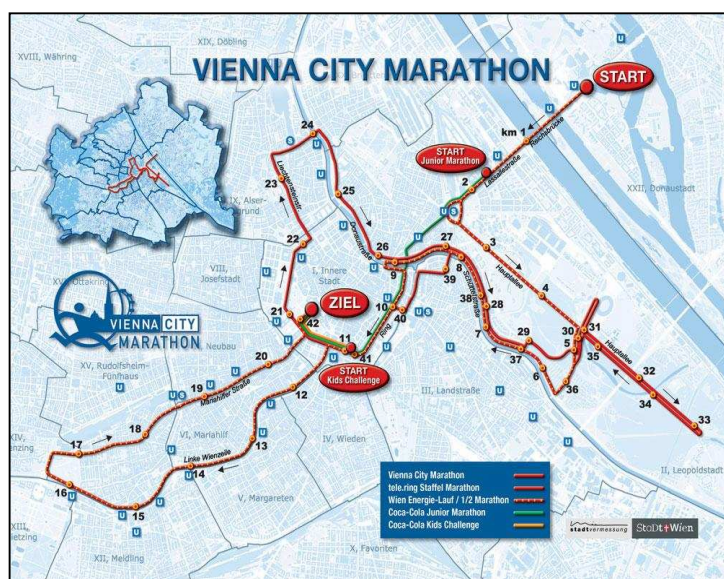 XVIII, Währing
XIX, Döbling
VIENNA CITY MARATHON
START
km 1
Reichsbrücke
START
Junior Marathon
Lassallestraße
2
XXII, Donaustadt
24
23
Liechtensteinstr
IX, Alsergrund
25
Donaustraße
22
26
27
3
Hauptallee
4
9
8
39
VIII, Josefstadt
I, Innere
Stadt
38
28
Schüttelstraße
ZIEL
10
40
Ring
21
42
11
41
START
Kids Challenge
7
37
29
30
31
5
35
Hauptallee
6
36
32
34
33
VIENNA CITY
MARATHON
Neubau
XV, Rudolfsheim-
Fünfhaus
20
19
Mariahilfer Straße
12
III, Landstraße
18
VI, Mariahilf
IV, Wieden
17
Linke Wienzeile
13
14
16
15
V, Margareten
XII, Meidling
X, Favoriten
II, Leopoldstadt
Vienna City Marathon
tele.ring Staffel Marathon
Wien Energie-Lauf / 1/2 Marathon
Coca-Cola Junior Marathon
Coca-Cola Kids Challenge
stadtvermessung
StaDt Wien